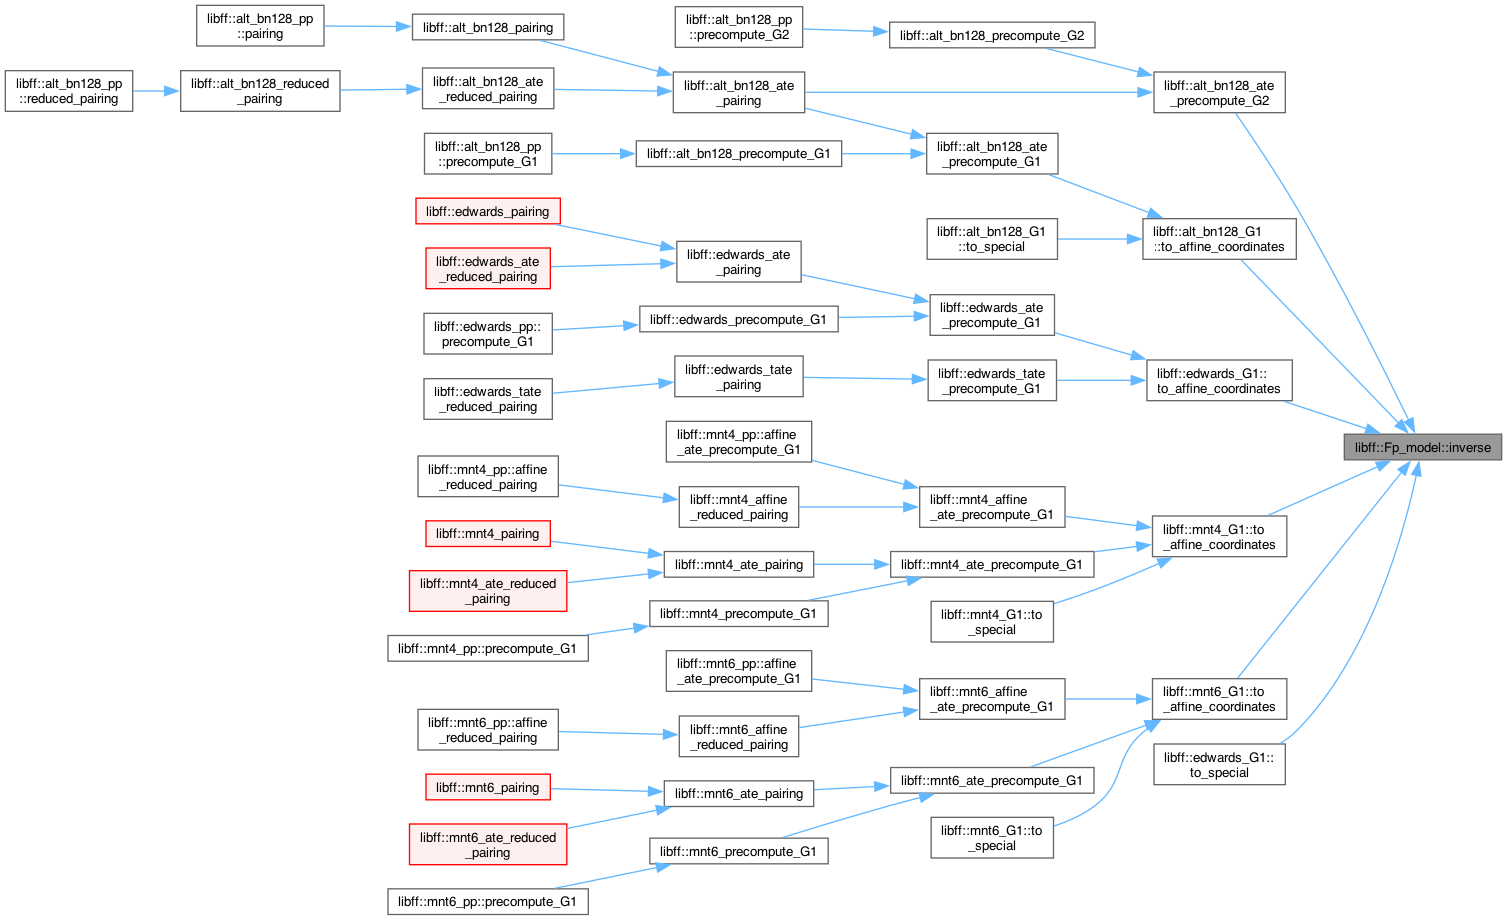 libff::alt_bn128_pp
::pairing
libff::alt_bn128_pairing
libff::alt_bn128_pp
::precompute_G2
libff::alt_bn128_precompute_G2
libff::alt_bn128_pp
::reduced_pairing
libff::alt_bn128_reduced
_pairing
libff::alt_bn128_ate
_reduced_pairing
libff::alt_bn128_ate
_pairing
libff::alt_bn128_ate
_precompute_G2
libff::alt_bn128_pp
::precompute_G1
libff::alt_bn128_precompute_G1
libff::alt_bn128_ate
_precompute_G1
libff::edwards_pairing
libff::alt_bn128_G1
::to_special
libff::alt_bn128_G1
::to_affine_coordinates
libff::edwards_ate
_reduced_pairing
libff::edwards_ate
_pairing
libff::edwards_pp::
precompute_G1
libff::edwards_precompute_G1
libff::edwards_ate
_precompute_G1
libff::edwards_tate
_reduced_pairing
libff::edwards_tate
_pairing
libff::edwards_tate
_precompute_G1
libff::edwards_G1::
to_affine_coordinates
libff::mnt4_pp::affine
_ate_precompute_G1
libff::Fp_model::inverse
libff::mnt4_pp::affine
_reduced_pairing
libff::mnt4_affine
_reduced_pairing
libff::mnt4_affine
_ate_precompute_G1
libff::mnt4_G1::to
_affine_coordinates
libff::mnt4_pairing
libff::mnt4_ate_reduced
_pairing
libff::mnt4_ate_pairing
libff::mnt4_ate_precompute_G1
libff::mnt4_precompute_G1
libff::mnt4_G1::to
_special
libff::mnt4_pp::precompute_G1
libff::mnt6_pp::affine
_ate_precompute_G1
libff::mnt6_affine
_ate_precompute_G1
libff::mnt6_G1::to
_affine_coordinates
libff::mnt6_pp::affine
_reduced_pairing
libff::mnt6_affine
_reduced_pairing
libff::edwards_G1::
to_special
libff::mnt6_pairing
libff::mnt6_ate_pairing
libff::mnt6_ate_precompute_G1
libff::mnt6_ate_reduced
_pairing
libff::mnt6_precompute_G1
libff::mnt6_G1::to
_special
libff::mnt6_pp::precompute_G1